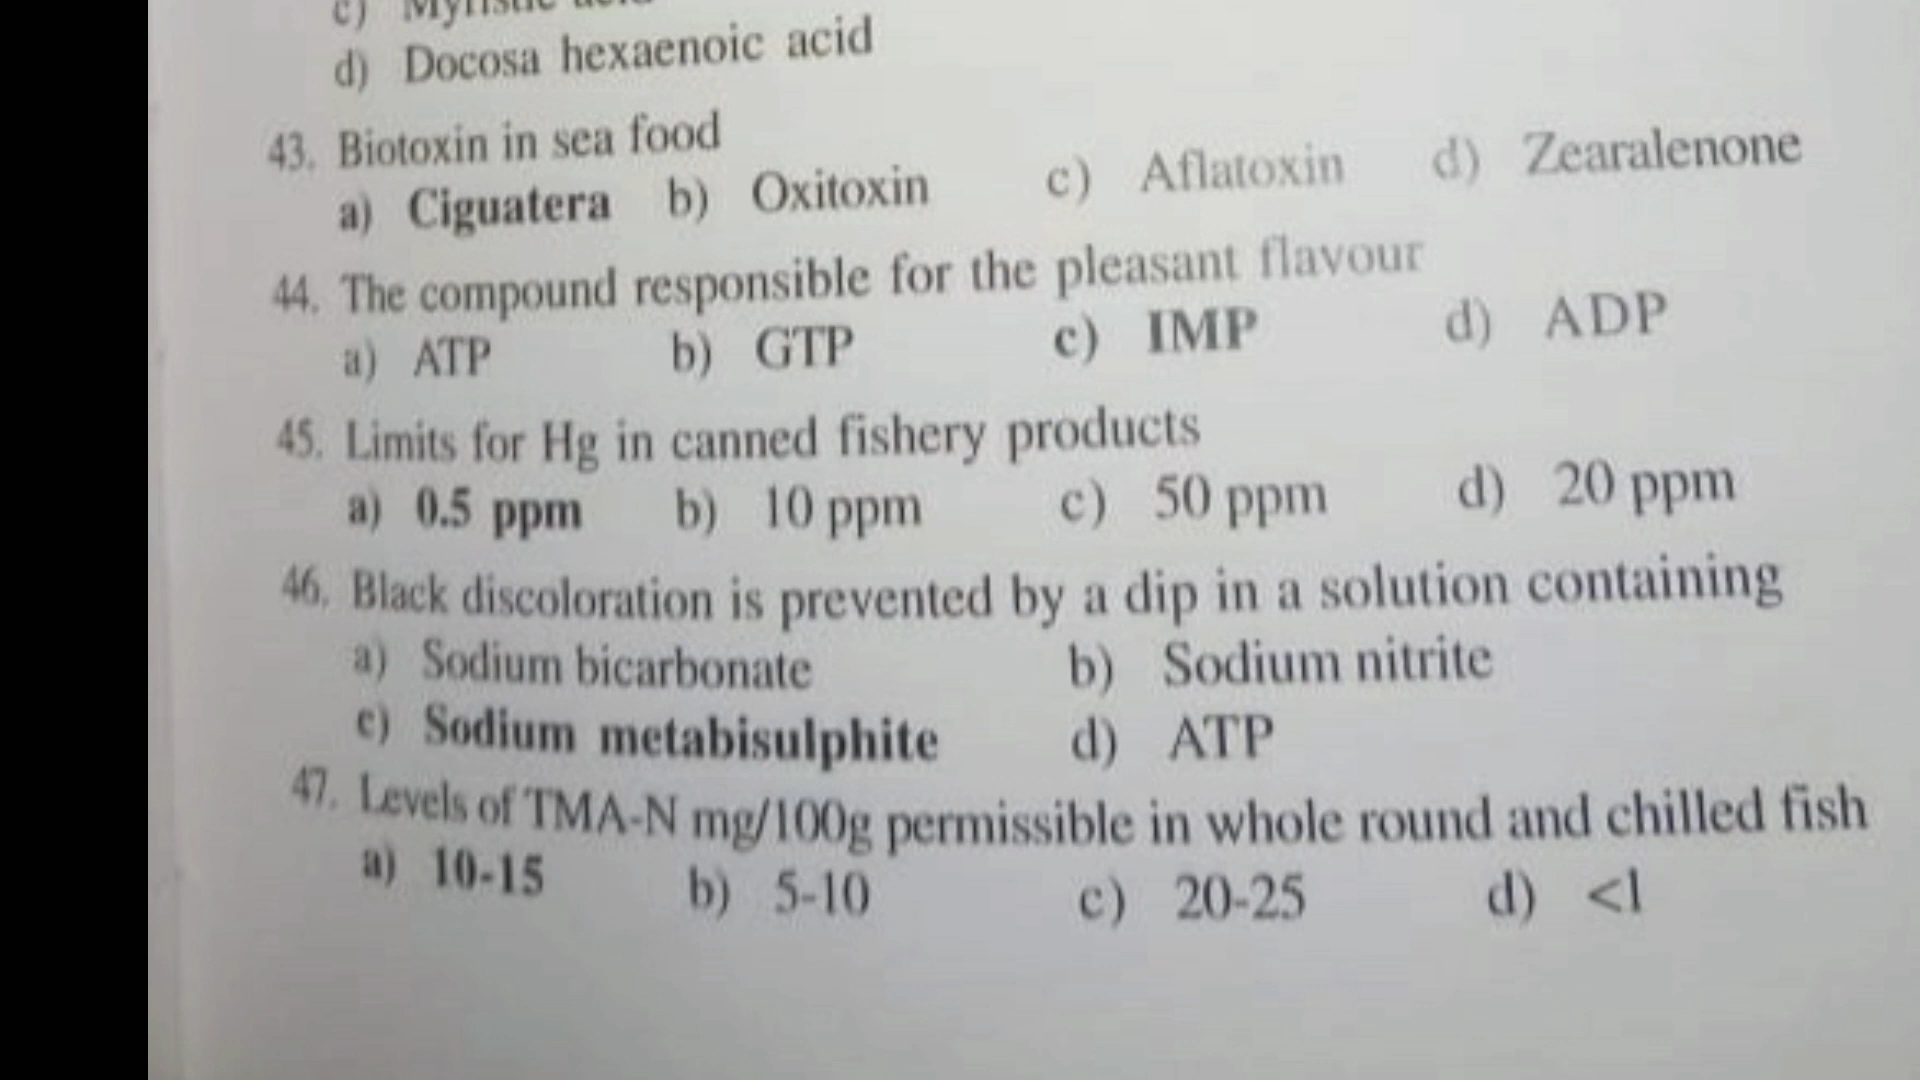 c) Myristic acid
d) Docosa hexaenoic acid
43. Biotoxin in sea food
a) Ciguatera b) Oxitoxin c) Aflatoxin d) Zearalenone
44. The compound responsible for the pleasant flavour
a) ATP b) GTP c) IMP d) ADP
45. Limits for Hg in canned fishery products
a) 0.5 ppm b) 10 ppm c) 50 ppm d) 20 ppm
46. Black discoloration is prevented by a dip in a solution containing
a) Sodium bicarbonate b) Sodium nitrite
c) Sodium metabisulphite d) ATP
47. Levels of TMA-N mg/100g permissible in whole round and chilled fish
a) 10-15 b) 5-10 c) 20-25 d) <1